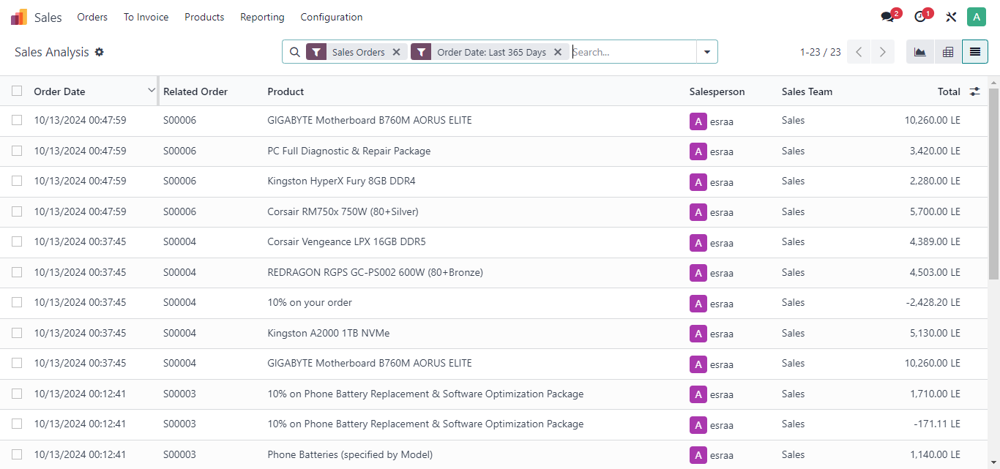 Sales Orders To Invoice Products Reporting Configuration 2 1 A
Sales Analysis Sales Orders Order Date: Last 365 Days Search... 1-23 / 23
Order Date Related Order Product Salesperson Sales Team Total
10/13/2024 00:47:59 S00006 GIGABYTE Motherboard B760M AORUS ELITE A esraa Sales 10,260.00 LE
10/13/2024 00:47:59 S00006 PC Full Diagnostic & Repair Package A esraa Sales 3,420.00 LE
10/13/2024 00:47:59 S00006 Kingston HyperX Fury 8GB DDR4 A esraa Sales 2,280.00 LE
10/13/2024 00:47:59 S00006 Corsair RM750x 750W (80+Silver) A esraa Sales 5,700.00 LE
10/13/2024 00:37:45 S00004 Corsair Vengeance LPX 16GB DDR5 A esraa Sales 4,389.00 LE
10/13/2024 00:37:45 S00004 REDRAGON RGPS GC-PS002 600W (80+Bronze) A esraa Sales 4,503.00 LE
10/13/2024 00:37:45 S00004 10% on your order A esraa Sales -2,428.20 LE
10/13/2024 00:37:45 S00004 Kingston A2000 1TB NVMe A esraa Sales 5,130.00 LE
10/13/2024 00:37:45 S00004 GIGABYTE Motherboard B760M AORUS ELITE A esraa Sales 10,260.00 LE
10/13/2024 00:12:41 S00003 10% on Phone Battery Replacement & Software Optimization Package A esraa Sales 1,710.00 LE
10/13/2024 00:12:41 S00003 10% on Phone Battery Replacement & Software Optimization Package A esraa Sales -171.11 LE
10/13/2024 00:12:41 S00003 Phone Batteries (specified by Model) A esraa Sales 1,140.00 LE